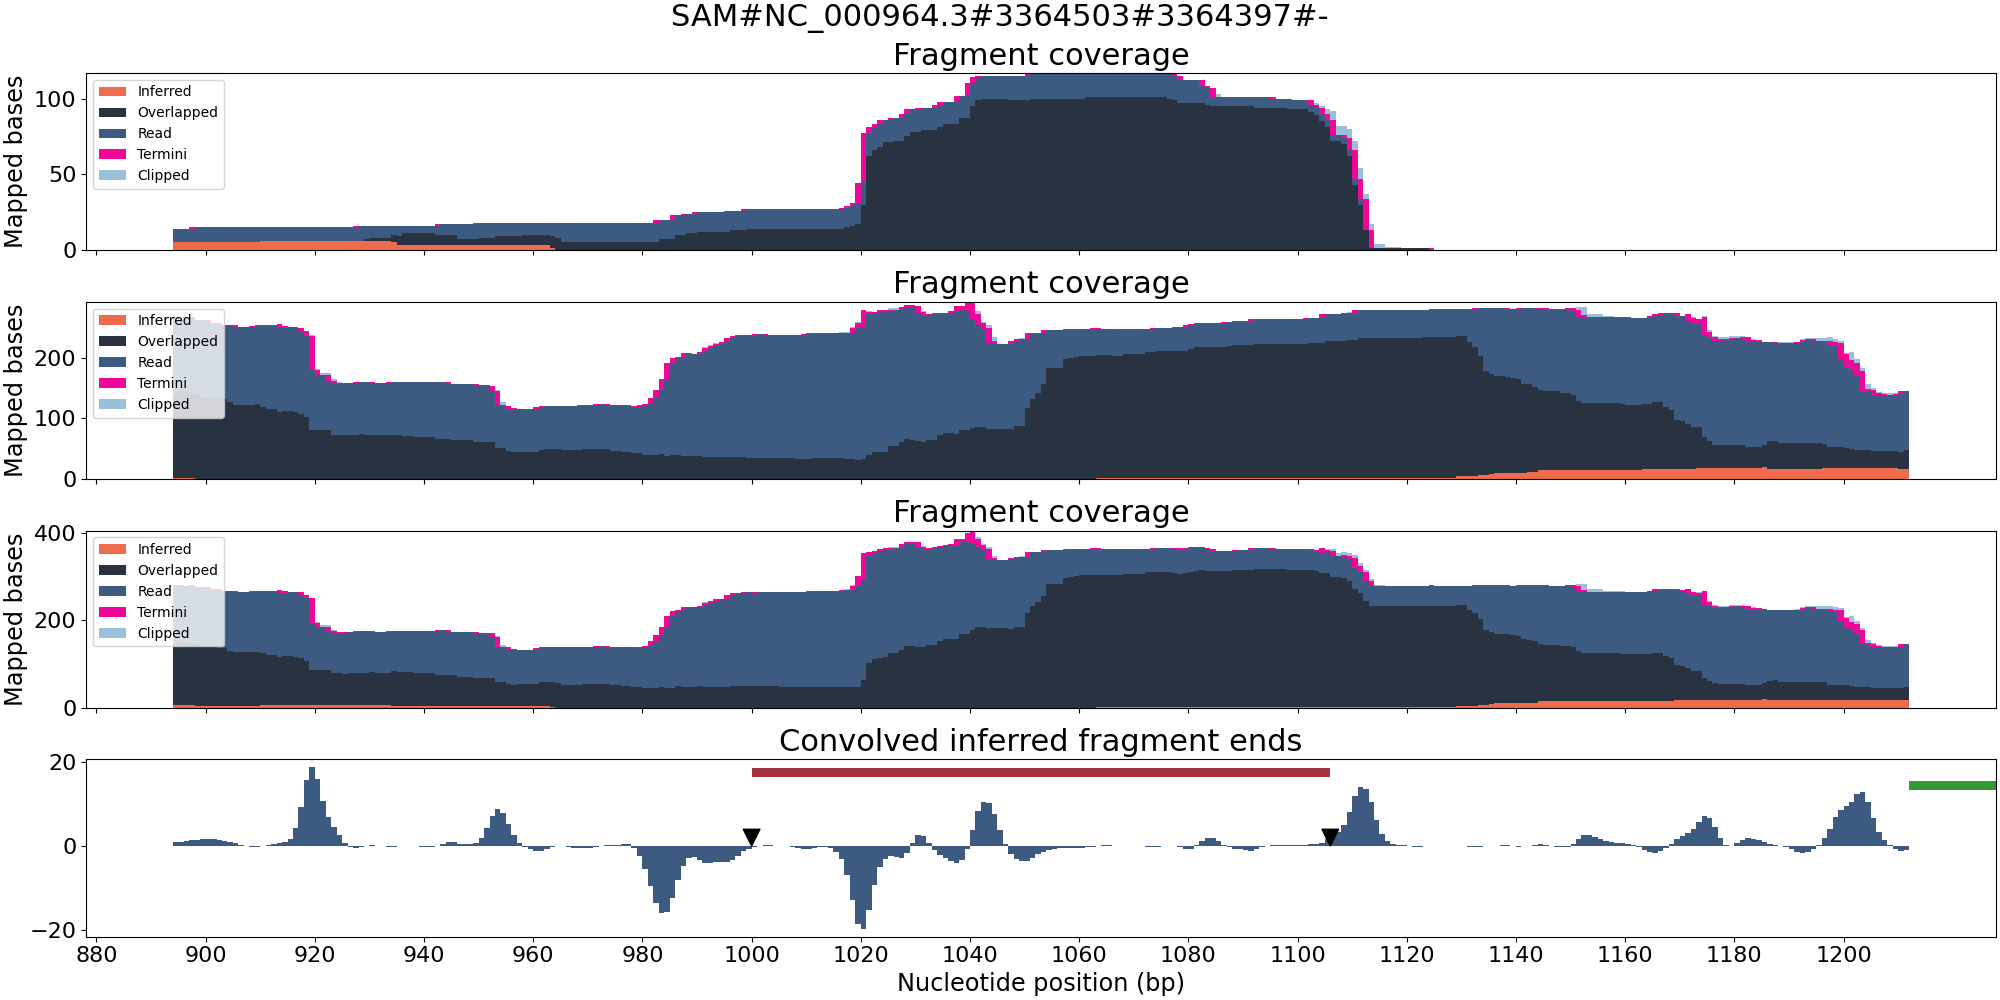 SAM#NC_000964.3#3364503#3364397#-
Fragment coverage
Mapped bases
100
50
0
Inferred
Overlapped
Read
Termini
Clipped
Fragment coverage
Mapped bases
200
100
0
Inferred
Overlapped
Read
Termini
Clipped
Fragment coverage
Mapped bases
400
200
0
Inferred
Overlapped
Read
Termini
Clipped
Convolved inferred fragment ends
20
0
−20
880 900 920 940 960 980 1000 1020 1040 1060 1080 1100 1120 1140 1160 1180 1200
Nucleotide position (bp)